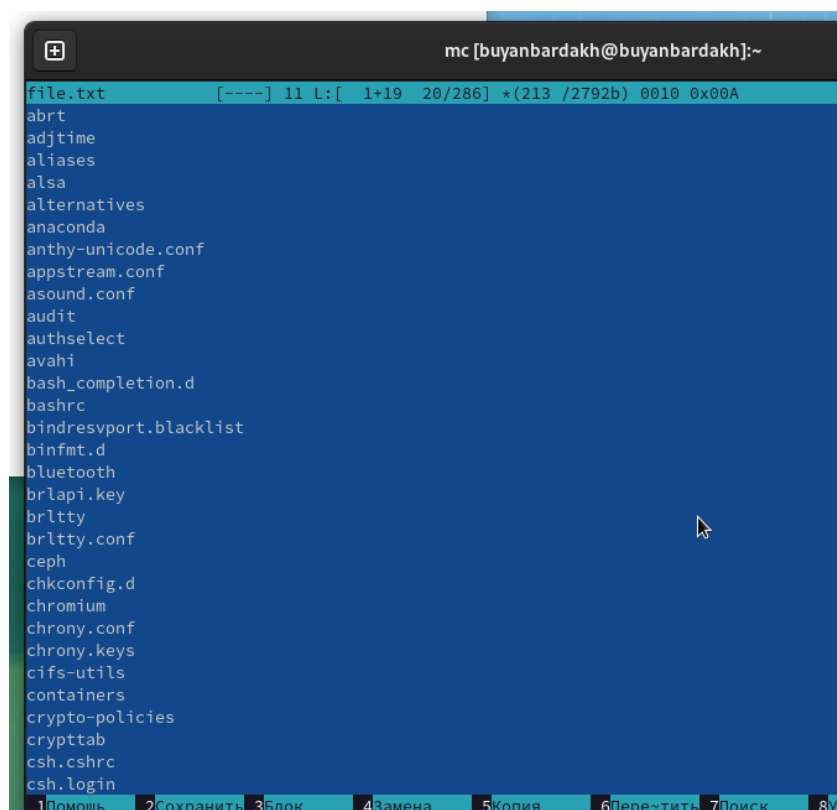 mc [buyanbardakh@buyanbardakh]:~
file.txt [----] 11 L:[ 1+19 20/286] *(213 /2792b) 0010 0x00A
abrt
adjtime
aliases
alsa
alternatives
anaconda
anthy-unicode.conf
appstream.conf
asound.conf
audit
authselect
avahi
bash_completion.d
bashrc
bindresvport.blacklist
binfmt.d
bluetooth
brlapi.key
brltty
brltty.conf
ceph
chkconfig.d
chromium
chrony.conf
chrony.keys
cifs-utils
containers
crypto-policies
crypttab
csh.cshrc
csh.login
1Помощь 2Сохранить 3Блок 4Замена 5Копия 6Пере~тить 7Поиск 8